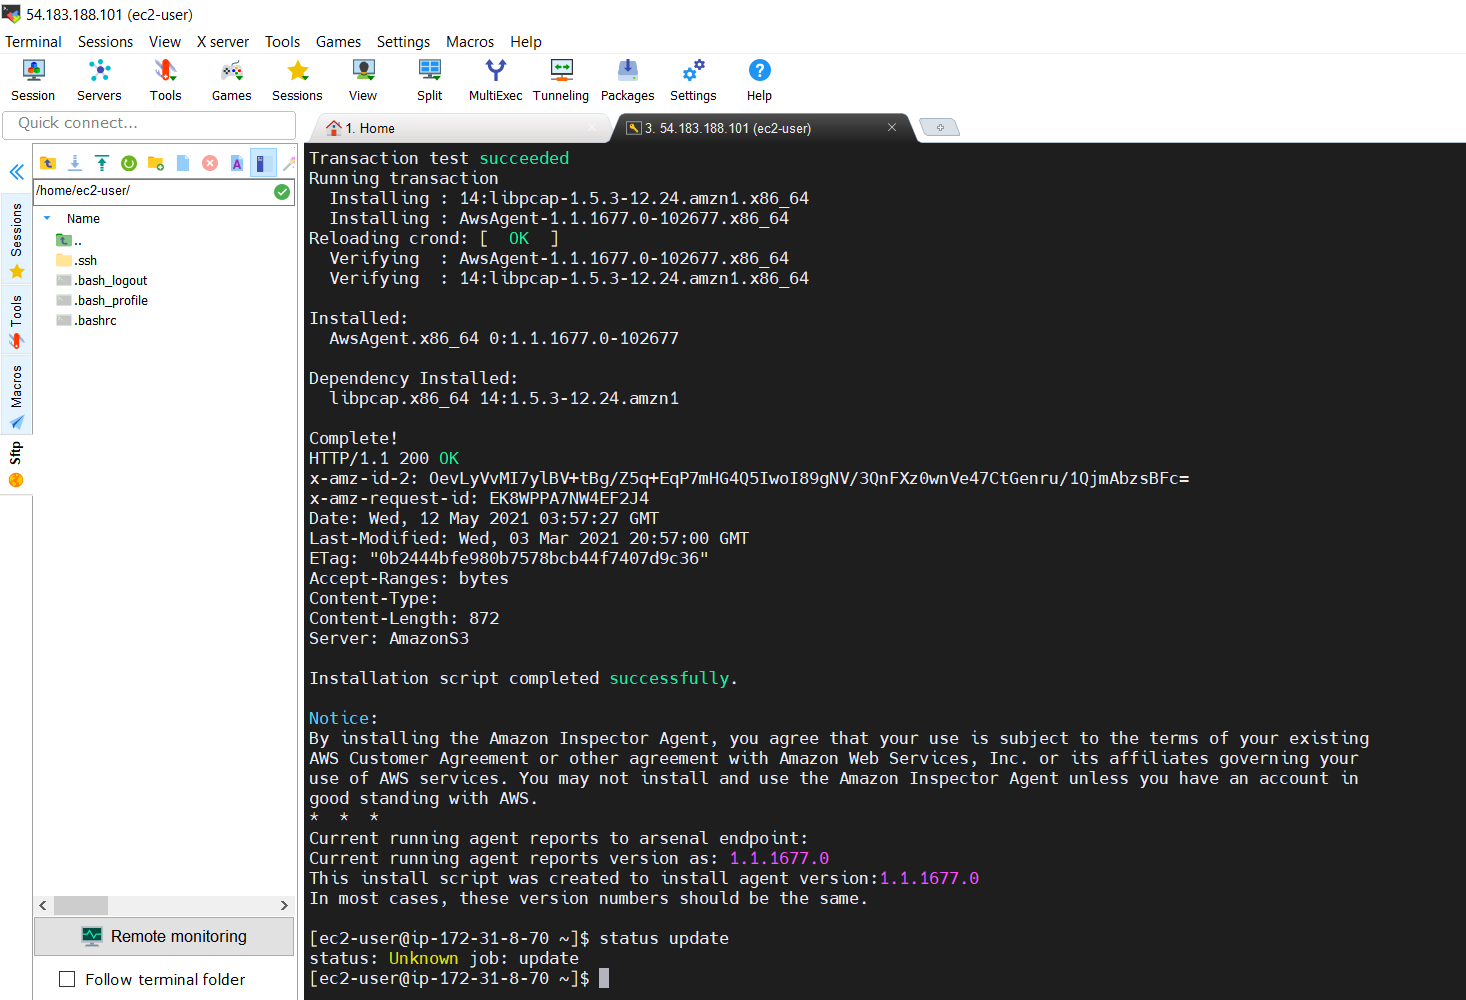 54.183.188.101 (ec2-user)
Terminal Sessions View X server Tools Games Settings Macros Help
Session Servers Tools Games Sessions View Split MultiExec Tunneling Packages Settings Help
Quick connect...
1. Home
3. 54.183.188.101 (ec2-user)
/home/ec2-user/
Name
..
.ssh
.bash_logout
.bash_profile
.bashrc
Sessions
Tools
Macros
Sftp
Remote monitoring
Follow terminal folder
Transaction test succeeded
Running transaction
  Installing : 14:libpcap-1.5.3-12.24.amzn1.x86_64
  Installing : AwsAgent-1.1.1677.0-102677.x86_64
Reloading crond: [  OK  ]
  Verifying  : AwsAgent-1.1.1677.0-102677.x86_64
  Verifying  : 14:libpcap-1.5.3-12.24.amzn1.x86_64
Installed:
  AwsAgent.x86_64 0:1.1.1677.0-102677
Dependency Installed:
  libpcap.x86_64 14:1.5.3-12.24.amzn1
Complete!
HTTP/1.1 200 OK
x-amz-id-2: OevLyVvMI7ylBV+tBg/Z5q+EqP7mHG4Q5IwoI89gNV/3QnFXz0wnVe47CtGenru/1QjmAbzsBFc=
x-amz-request-id: EK8WPPA7NW4EF2J4
Date: Wed, 12 May 2021 03:57:27 GMT
Last-Modified: Wed, 03 Mar 2021 20:57:00 GMT
ETag: "0b2444bfe980b7578bcb44f7407d9c36"
Accept-Ranges: bytes
Content-Type:
Content-Length: 872
Server: AmazonS3
Installation script completed successfully.
Notice:
By installing the Amazon Inspector Agent, you agree that your use is subject to the terms of your existing
AWS Customer Agreement or other agreement with Amazon Web Services, Inc. or its affiliates governing your
use of AWS services. You may not install and use the Amazon Inspector Agent unless you have an account in
good standing with AWS.
*  *  *
Current running agent reports to arsenal endpoint:
Current running agent reports version as: 1.1.1677.0
This install script was created to install agent version:1.1.1677.0
In most cases, these version numbers should be the same.
[ec2-user@ip-172-31-8-70 ~]$ status update
status: Unknown job: update
[ec2-user@ip-172-31-8-70 ~]$